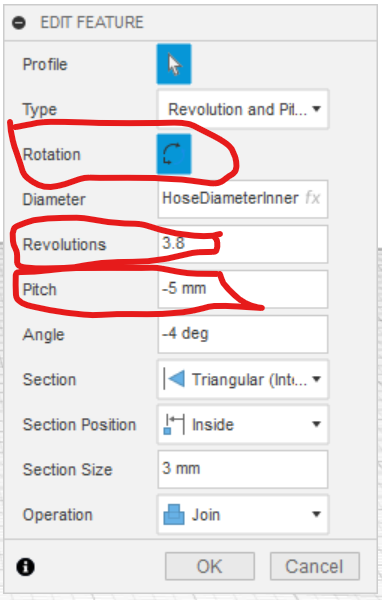 EDIT FEATURE
Profile
Type Revolution and Pit...
Rotation
Diameter HoseDiameterInner fx
Revolutions 3.8
Pitch -5 mm
Angle -4 deg
Section Triangular (Inte...
Section Position Inside
Section Size 3 mm
Operation Join
OK Cancel